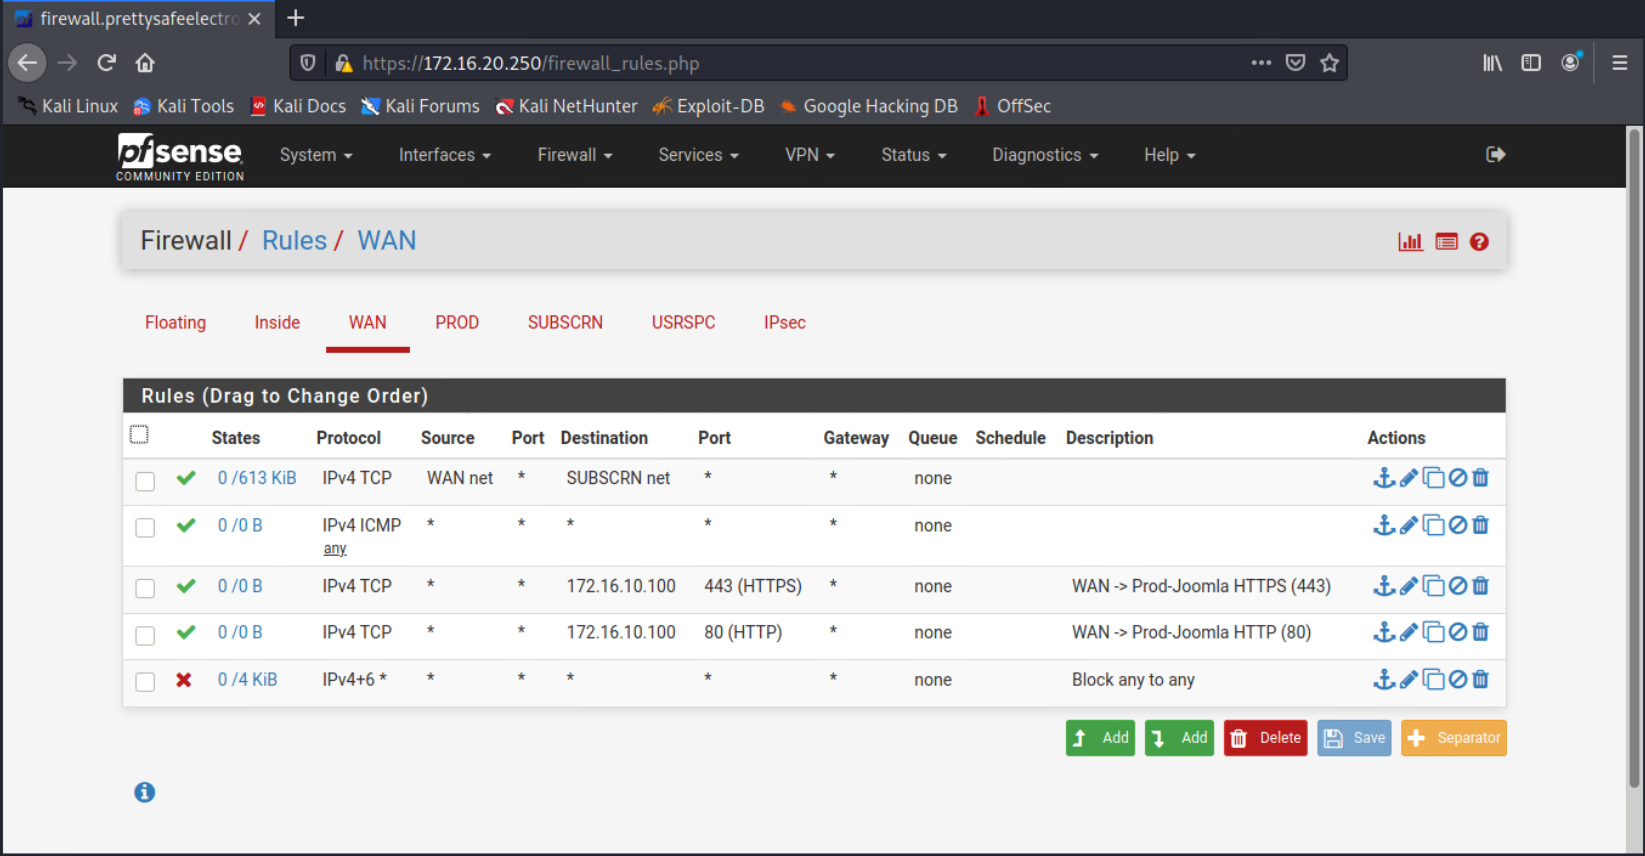 firewall.prettysafeelectro
https://172.16.20.250/firewall_rules.php
Kali Linux Kali Tools Kali Docs Kali Forums Kali NetHunter Exploit-DB Google Hacking DB OffSec
pfsense COMMUNITY EDITION System Interfaces Firewall Services VPN Status Diagnostics Help
Firewall / Rules / WAN
Floating Inside WAN PROD SUBSCRN USRSPC IPsec
Rules (Drag to Change Order)
States Protocol Source Port Destination Port Gateway Queue Schedule Description Actions
0 /613 KiB IPv4 TCP WAN net * SUBSCRN net * * none
0 /0 B IPv4 ICMP * * * * * none
any
0 /0 B IPv4 TCP * * 172.16.10.100 443 (HTTPS) * none WAN -> Prod-Joomla HTTPS (443)
0 /0 B IPv4 TCP * * 172.16.10.100 80 (HTTP) * none WAN -> Prod-Joomla HTTP (80)
0 /4 KiB IPv4+6 * * * * * * none Block any to any
Add Add Delete Save Separator